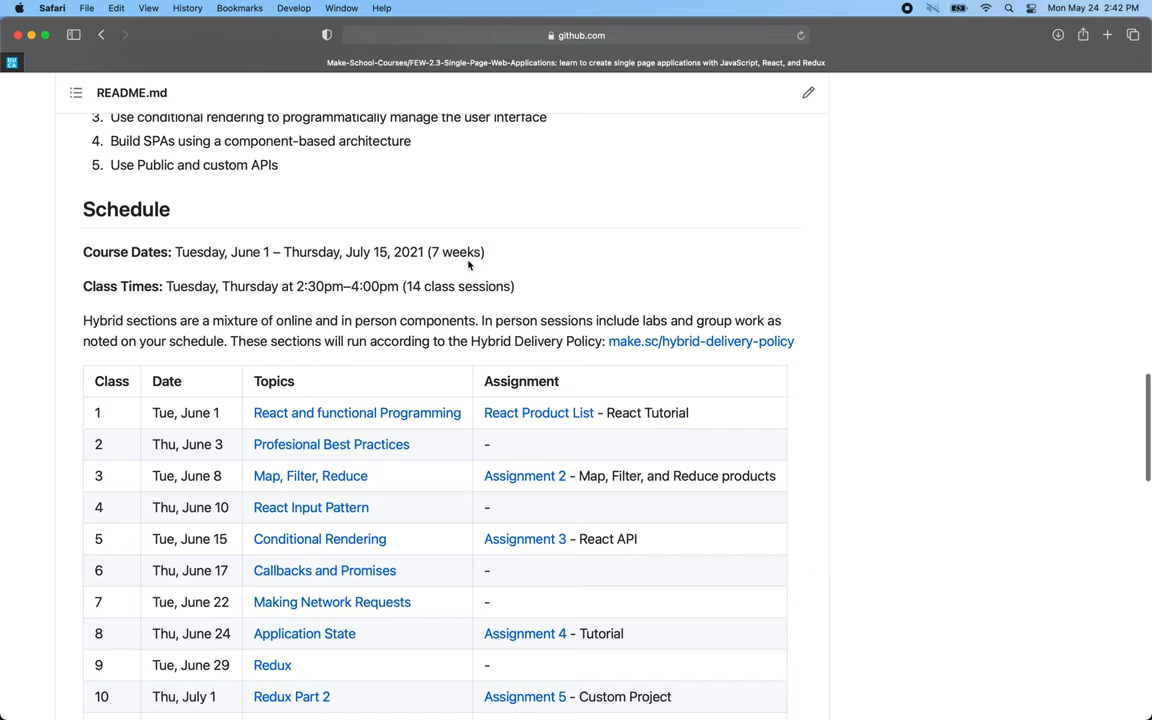 Safari File Edit View History Bookmarks Develop Window Help Mon May 24 2:42 PM
github.com
DU
CA
Make-School-Courses/FEW-2.3-Single-Page-Web-Applications: learn to create single page applications with JavaScript, React, and Redux
README.md
3. Use conditional rendering to programmatically manage the user interface
4. Build SPAs using a component-based architecture
5. Use Public and custom APIs
Schedule
Course Dates: Tuesday, June 1 – Thursday, July 15, 2021 (7 weeks)
Class Times: Tuesday, Thursday at 2:30pm–4:00pm (14 class sessions)
Hybrid sections are a mixture of online and in person components. In person sessions include labs and group work as
noted on your schedule. These sections will run according to the Hybrid Delivery Policy: make.sc/hybrid-delivery-policy
Class Date Topics Assignment
1 Tue, June 1 React and functional Programming React Product List - React Tutorial
2 Thu, June 3 Profesional Best Practices -
3 Tue, June 8 Map, Filter, Reduce Assignment 2 - Map, Filter, and Reduce products
4 Thu, June 10 React Input Pattern -
5 Tue, June 15 Conditional Rendering Assignment 3 - React API
6 Thu, June 17 Callbacks and Promises -
7 Tue, June 22 Making Network Requests -
8 Thu, June 24 Application State Assignment 4 - Tutorial
9 Tue, June 29 Redux -
10 Thu, July 1 Redux Part 2 Assignment 5 - Custom Project